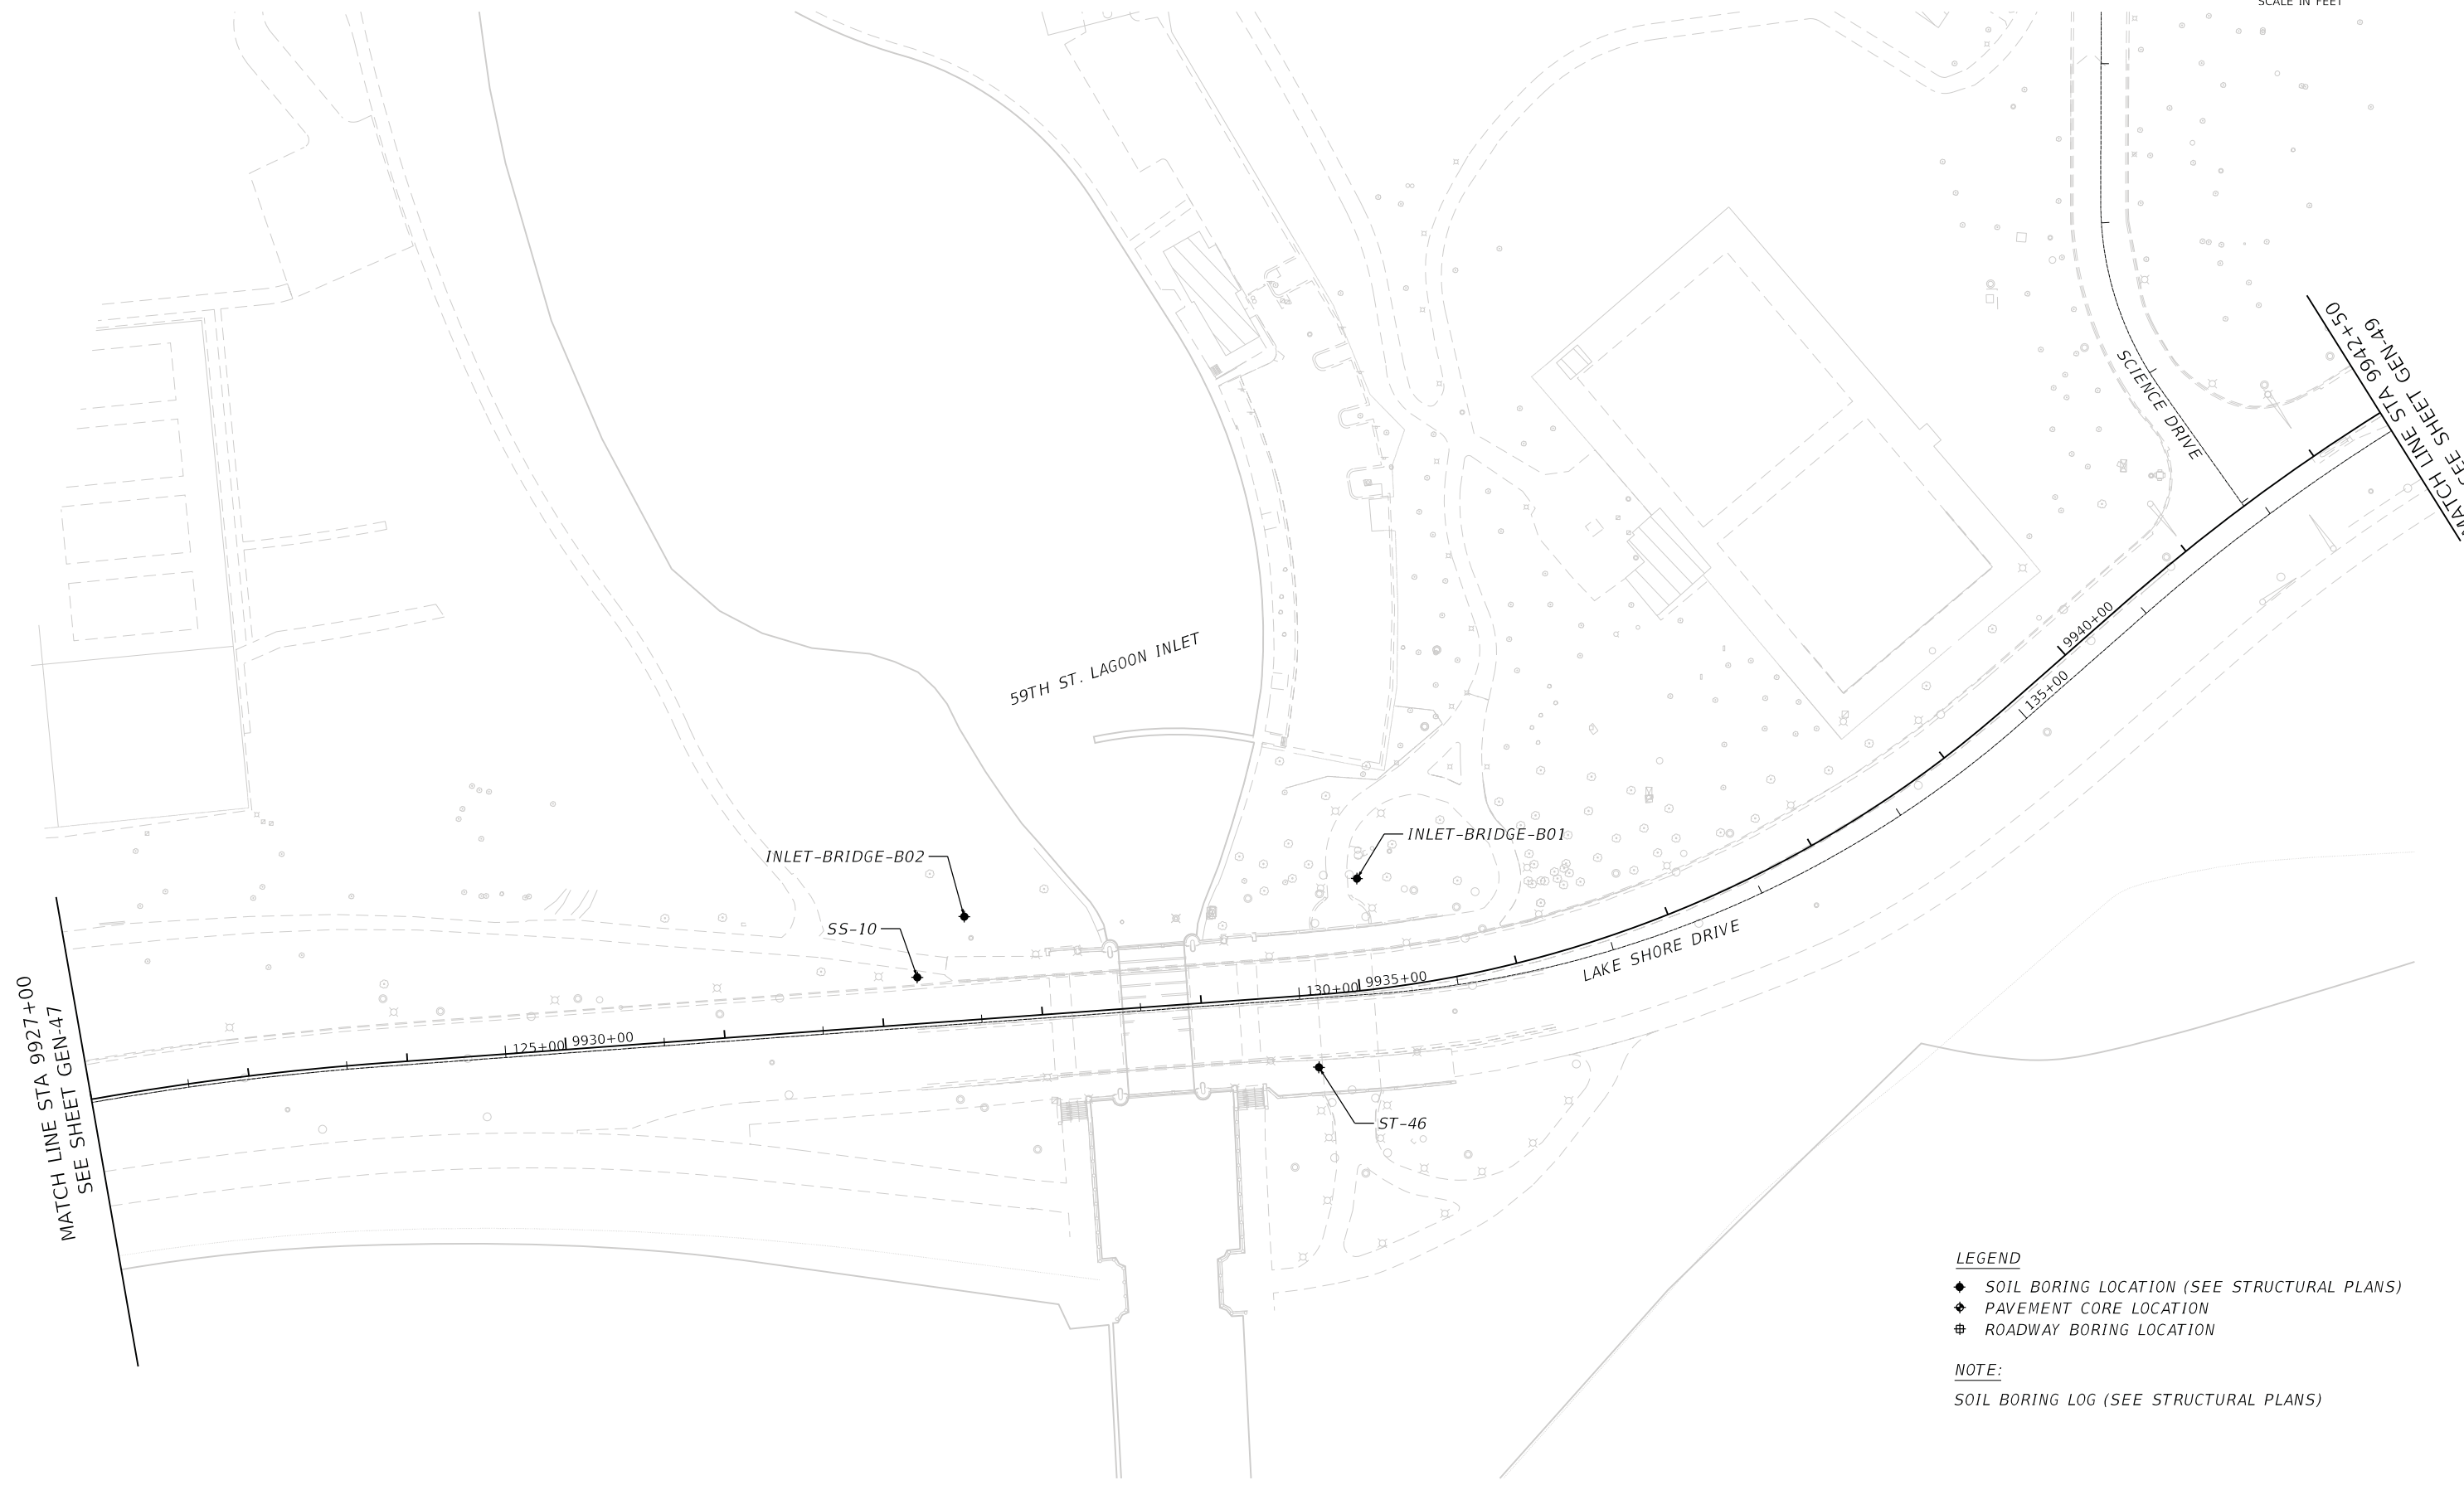 SCALE IN FEET
MATCH LINE STA 9942+50
SEE SHEET GEN-49
SCIENCE DRIVE
59TH ST. LAGOON INLET
9940+00
135+00
INLET-BRIDGE-B01
INLET-BRIDGE-B02
SS-10
LAKE SHORE DRIVE
9935+00
130+00
9930+00
125+00
MATCH LINE STA 9927+00
SEE SHEET GEN-47
ST-46
LEGEND
SOIL BORING LOCATION (SEE STRUCTURAL PLANS)
PAVEMENT CORE LOCATION
ROADWAY BORING LOCATION
NOTE:
SOIL BORING LOG (SEE STRUCTURAL PLANS)